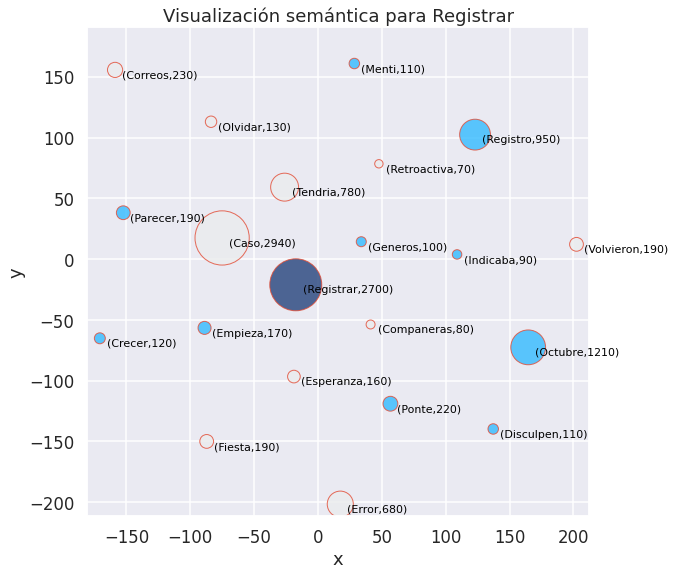 Visualización semántica para Registrar
150
100
50
0
−50
−100
−150
−200
y
(Correos,230)
(Menti,110)
(Olvidar,130)
(Registro,950)
(Retroactiva,70)
(Tendria,780)
(Parecer,190)
(Caso,2940)
(Generos,100)
(Indicaba,90)
(Volvieron,190)
(Registrar,2700)
(Companeras,80)
(Empieza,170)
(Crecer,120)
(Octubre,1210)
(Esperanza,160)
(Ponte,220)
(Disculpen,110)
(Fiesta,190)
(Error,680)
−150 −100 −50 0 50 100 150 200
x